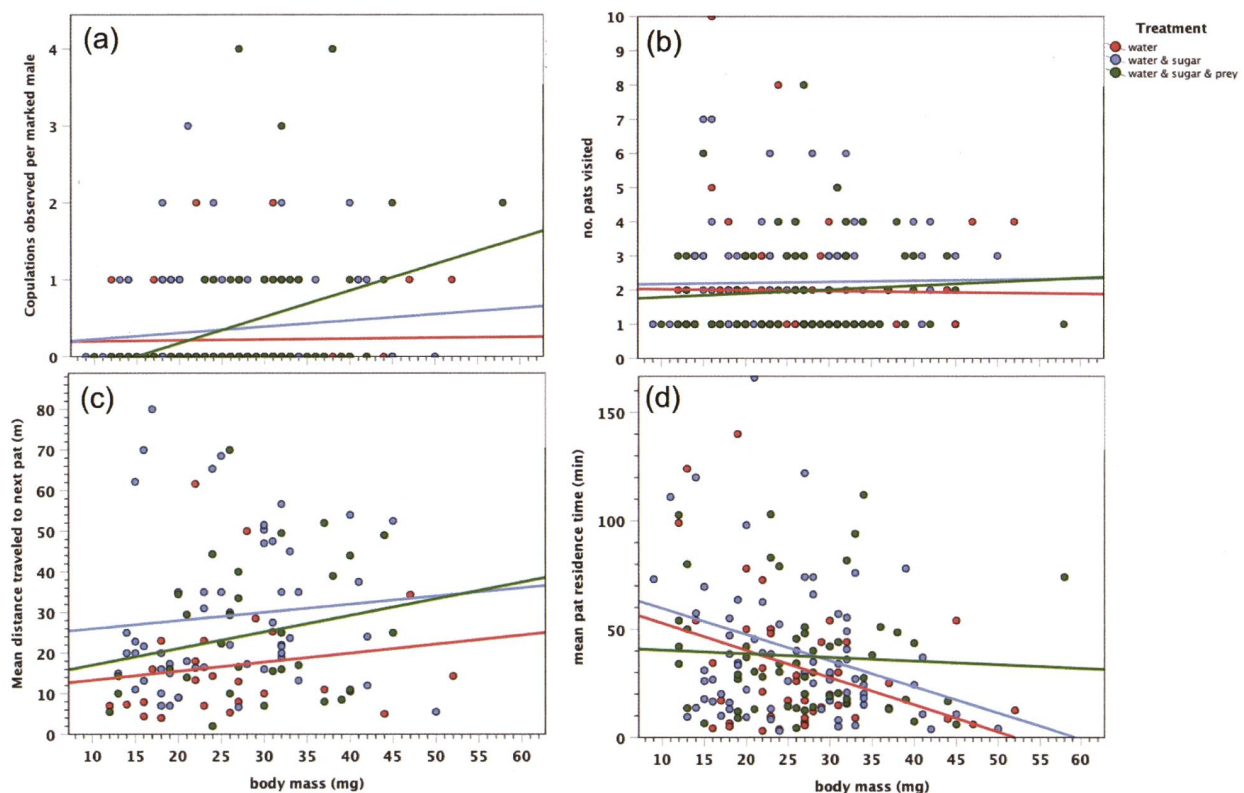 (a)
Copulations observed per marked male
4
3
2
1
0
(b)
no. pats visited
10
9
8
7
6
5
4
3
2
1
0
Treatment
water
water & sugar
water & sugar & prey
(c)
Mean distance traveled to next pat (m)
80
70
60
50
40
30
20
10
0
10 15 20 25 30 35 40 45 50 55 60
body mass (mg)
(d)
mean pat residence time (min)
150
100
50
0
10 15 20 25 30 35 40 45 50 55 60
body mass (mg)